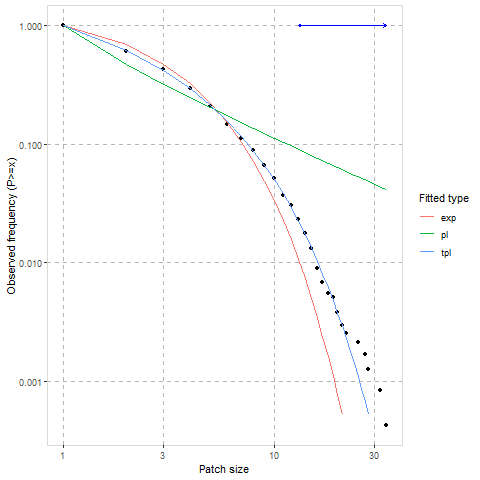 1.000
0.100
0.010
0.001
Observed frequency (P>=x)
1
3
10
30
Patch size
Fitted type
exp
pl
tpl